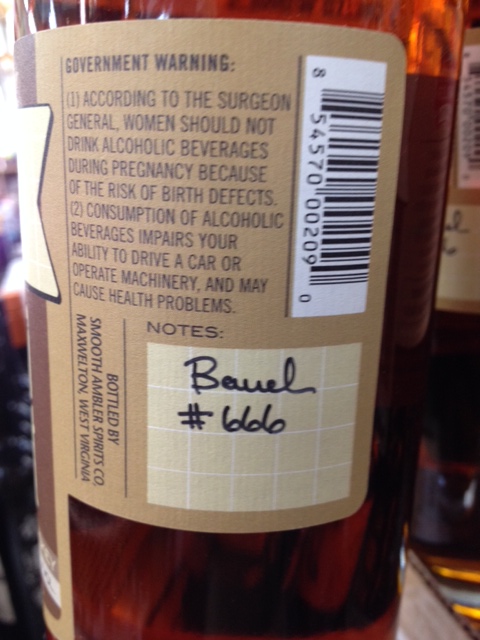 GOVERNMENT WARNING:
(1) ACCORDING TO THE SURGEON
GENERAL, WOMEN SHOULD NOT
DRINK ALCOHOLIC BEVERAGES
DURING PREGNANCY BECAUSE
OF THE RISK OF BIRTH DEFECTS.
(2) CONSUMPTION OF ALCOHOLIC
BEVERAGES IMPAIRS YOUR
ABILITY TO DRIVE A CAR OR
OPERATE MACHINERY, AND MAY
CAUSE HEALTH PROBLEMS.
8 54570 00209 0
BOTTLED BY
SMOOTH AMBLER SPIRITS CO.
MAXWELTON, WEST VIRGINIA
NOTES:
Barrel
#666